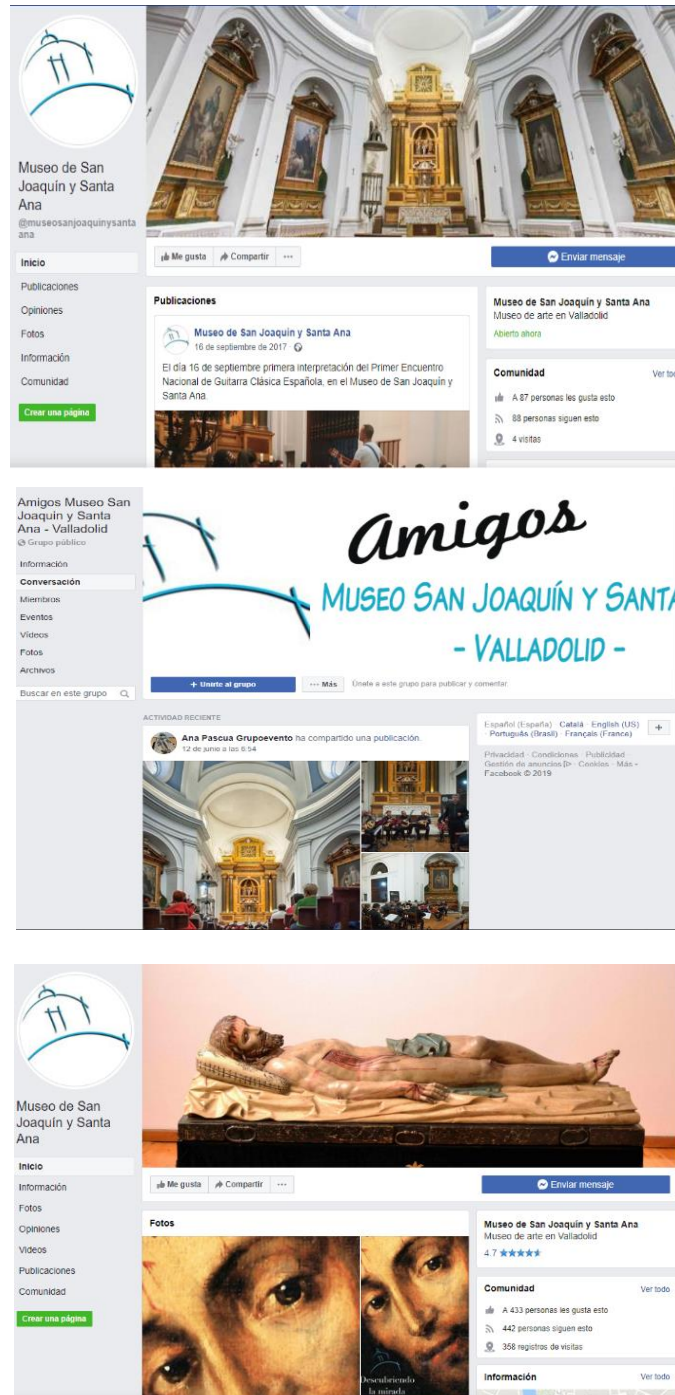 Museo de San
Joaquín y Santa
Ana
@museosanjoaquinysanta
ana
Inicio
Publicaciones
Opiniones
Fotos
Información
Comunidad
Crear una página
Me gusta
Compartir
Enviar mensaje
Publicaciones
Museo de San Joaquín y Santa Ana
16 de septiembre de 2017
El día 16 de septiembre primera interpretación del Primer Encuentro
Nacional de Guitarra Clásica Española, en el Museo de San Joaquín y
Santa Ana.
Museo de San Joaquín y Santa Ana
Museo de arte en Valladolid
Abierto ahora
Comunidad
Ver to
A 87 personas les gusta esto
88 personas siguen esto
4 visitas
Amigos Museo San
Joaquin y Santa
Ana - Valladolid
Grupo público
Información
Conversación
Miembros
Eventos
Vídeos
Fotos
Archivos
Buscar en este grupo
Amigos
MUSEO SAN JOAQUÍN Y SANTA
- VALLADOLID -
+ Unirte al grupo
Más
Únete a este grupo para publicar y comentar.
ACTIVIDAD RECIENTE
Ana Pascua Grupoevento ha compartido una publicación.
12 de junio a las 6:54
Español (España) · Català · English (US)
· Português (Brasil) · Français (France)
+
Privacidad · Condiciones · Publicidad ·
Gestión de anuncios · Cookies · Más
Facebook © 2019
Museo de San
Joaquín y Santa
Ana
Inicio
Información
Fotos
Opiniones
Videos
Publicaciones
Comunidad
Crear una página
Me gusta
Compartir
Enviar mensaje
Fotos
Descubriendo
la mirada
Museo de San Joaquín y Santa Ana
Museo de arte en Valladolid
4.7
Comunidad
Ver todo
A 433 personas les gusta esto
442 personas siguen esto
358 registros de visitas
Información
Ver todo